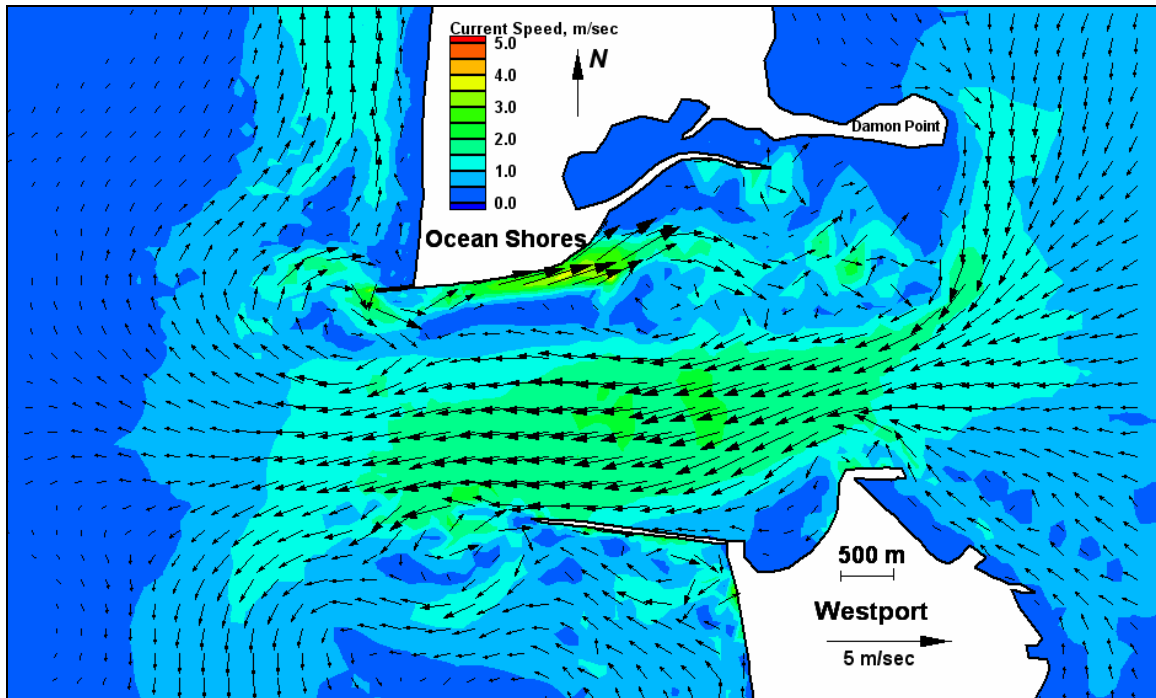 Current Speed, m/sec
5.0
4.0
3.0
2.0
1.0
0.0
N
Damon Point
Ocean Shores
500 m
Westport
5 m/sec